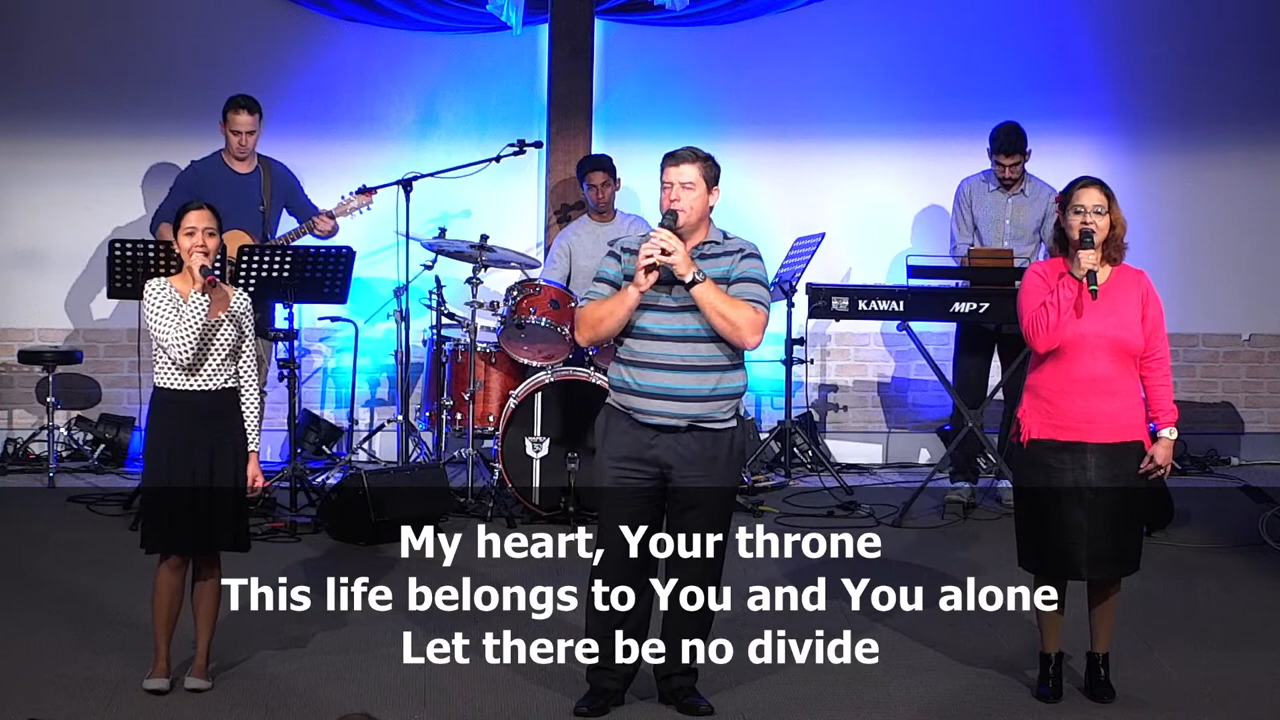 KAWAI MP7
My heart, Your throne
This life belongs to You and You alone
Let there be no divide